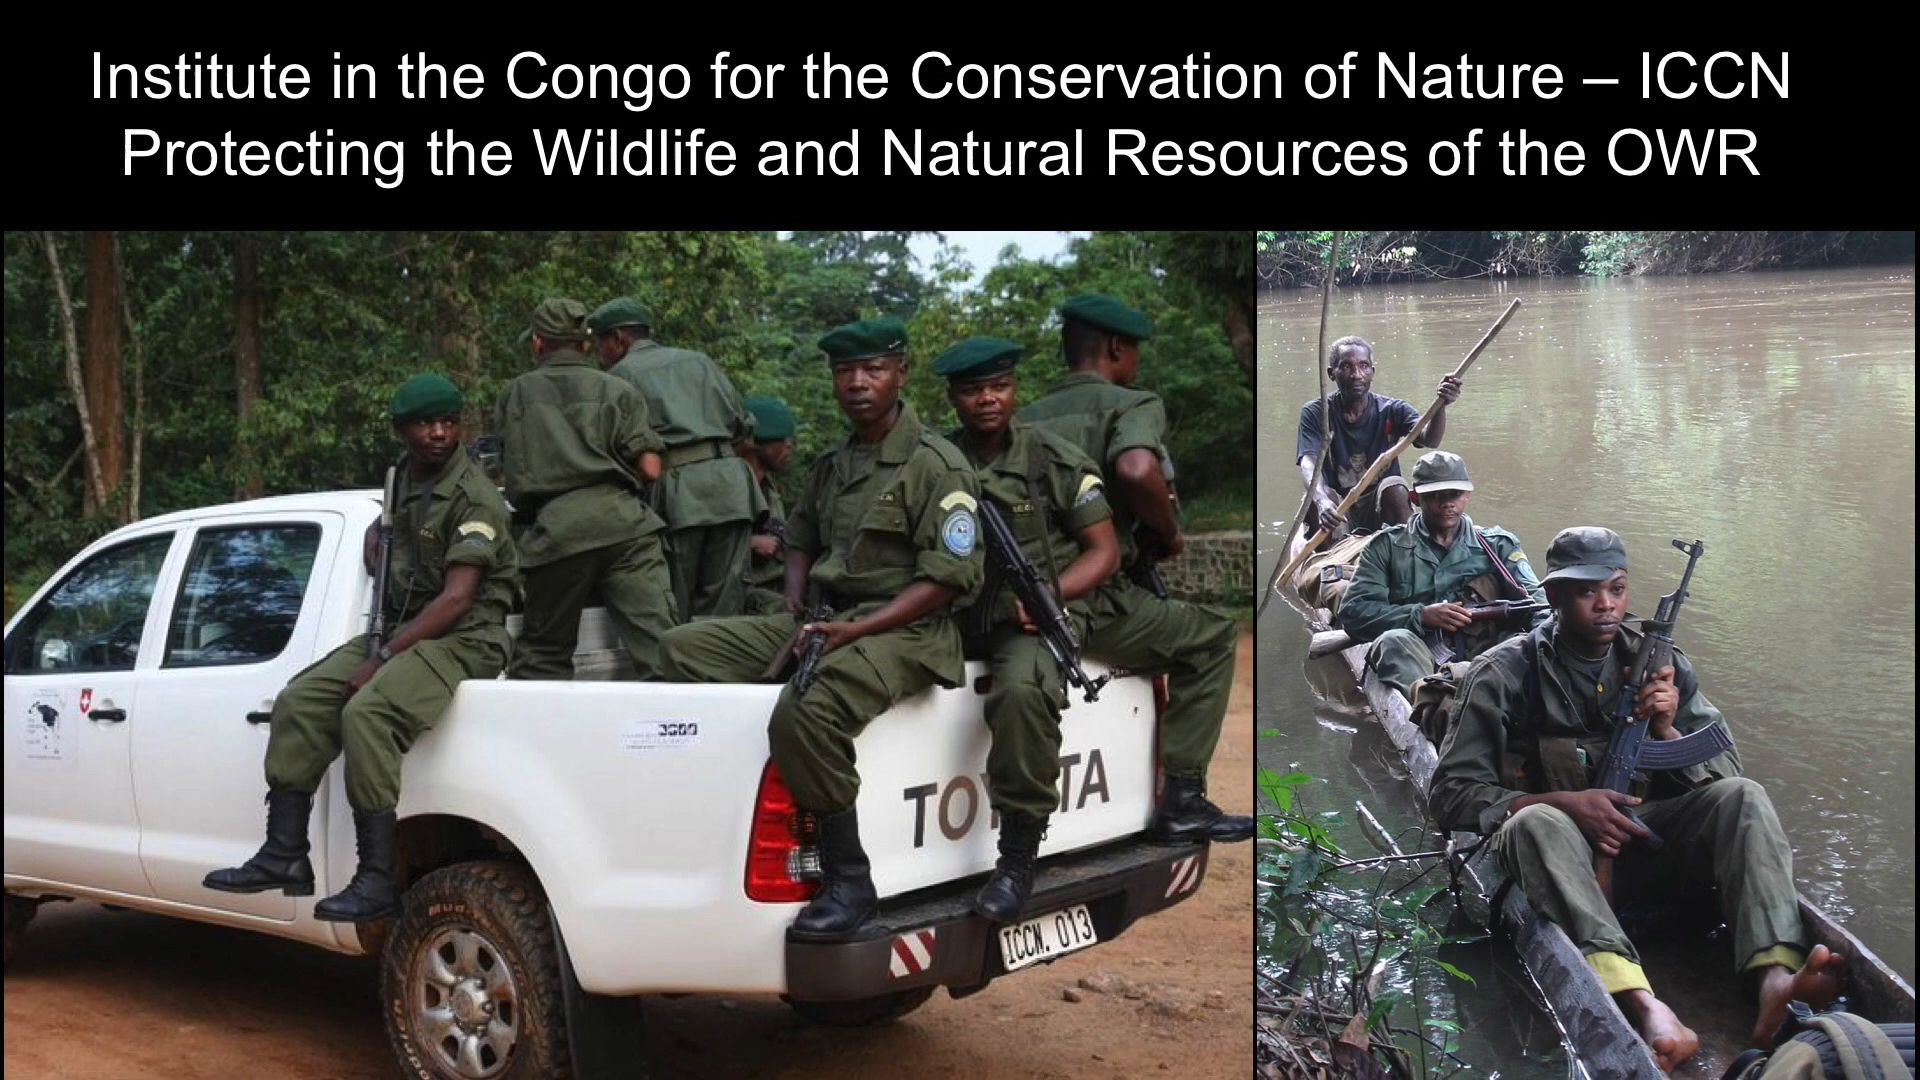 Institute in the Congo for the Conservation of Nature – ICCN
Protecting the Wildlife and Natural Resources of the OWR
TOYOTA
ICCN. 013